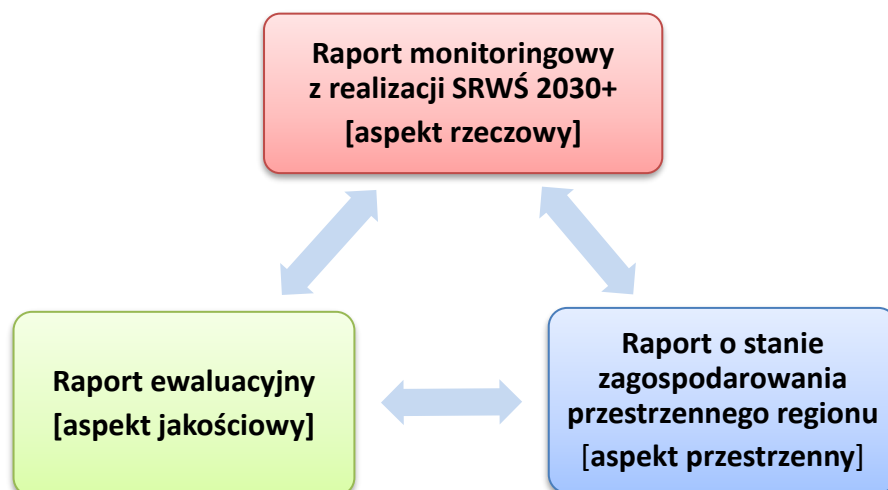 Raport monitoringowy
z realizacji SRWŚ 2030+
[aspekt rzeczowy]
Raport ewaluacyjny
[aspekt jakościowy]
Raport o stanie
zagospodarowania
przestrzennego regionu
[aspekt przestrzenny]